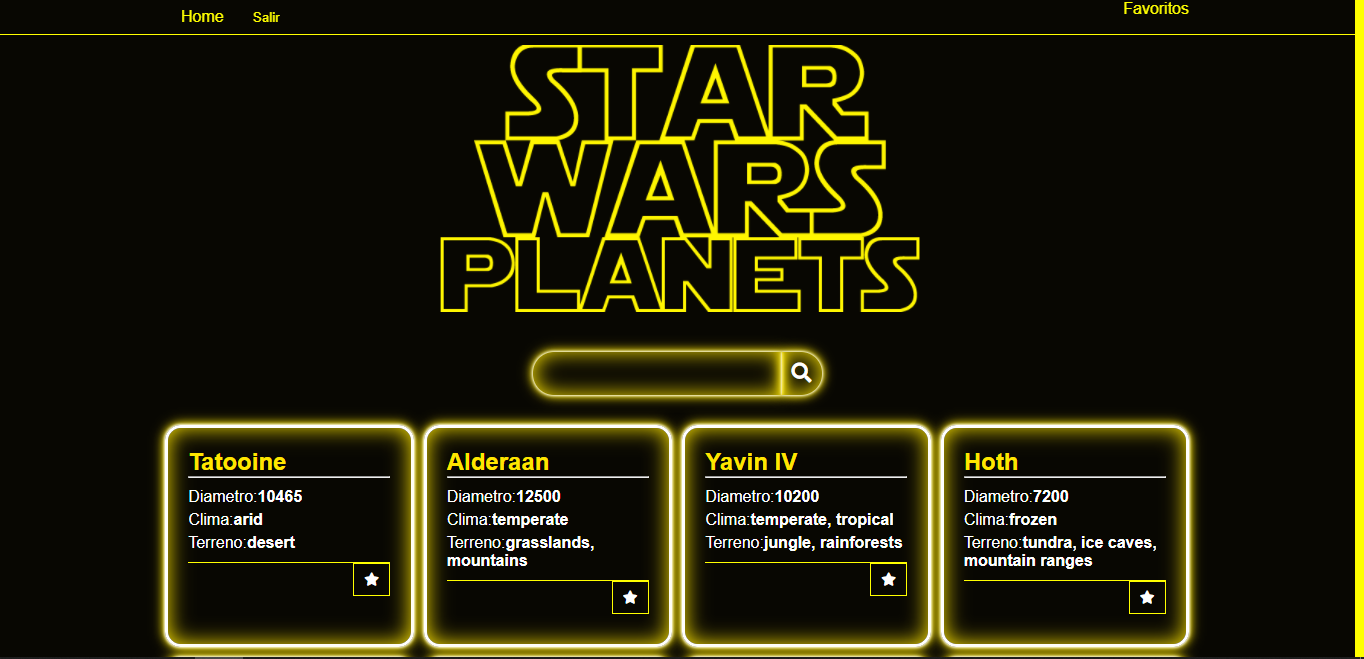 Home Salir Favoritos
STAR
WARS
PLANETS
Tatooine
Diametro:10465
Clima:arid
Terreno:desert
Alderaan
Diametro:12500
Clima:temperate
Terreno:grasslands,
mountains
Yavin IV
Diametro:10200
Clima:temperate, tropical
Terreno:jungle, rainforests
Hoth
Diametro:7200
Clima:frozen
Terreno:tundra, ice caves,
mountain ranges